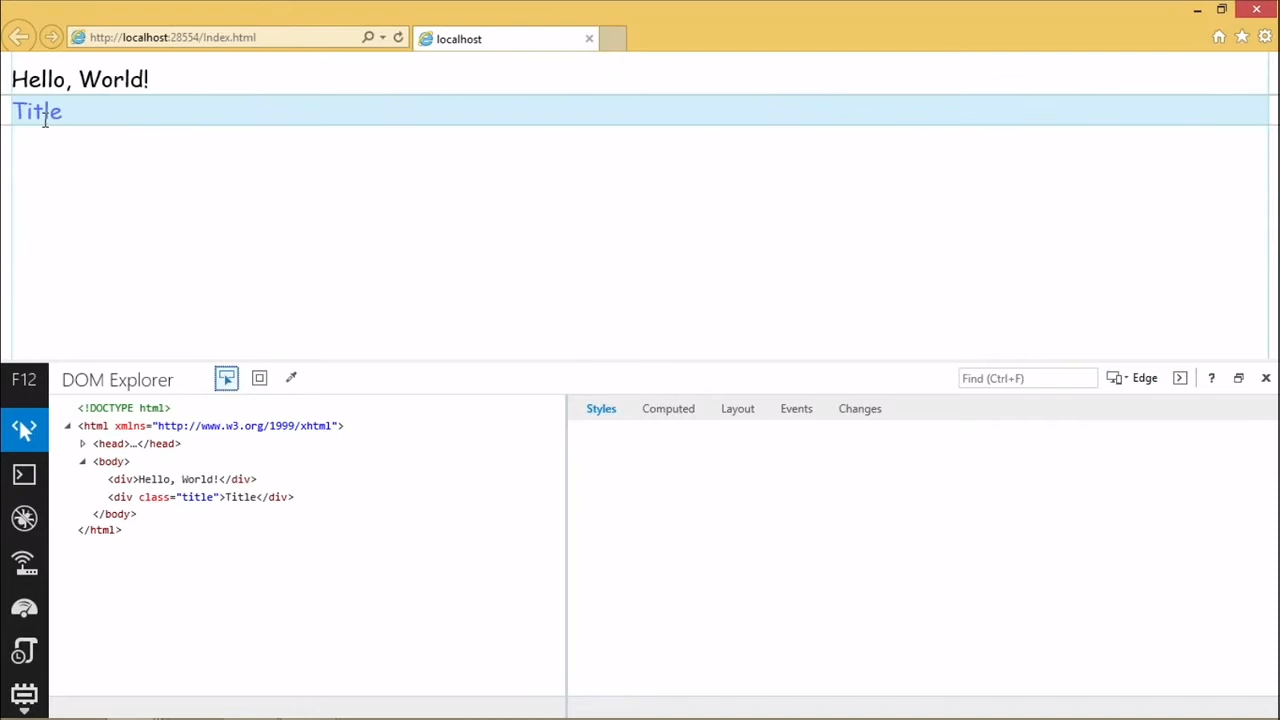 http://localhost:28554/Index.html
localhost
Hello, World!
Title
F12
DOM Explorer
Find (Ctrl+F)
Edge
?
<!DOCTYPE html>
<html xmlns="http://www.w3.org/1999/xhtml">
<head>...</head>
<body>
<div>Hello, World!</div>
<div class="title">Title</div>
</body>
</html>
Styles
Computed
Layout
Events
Changes